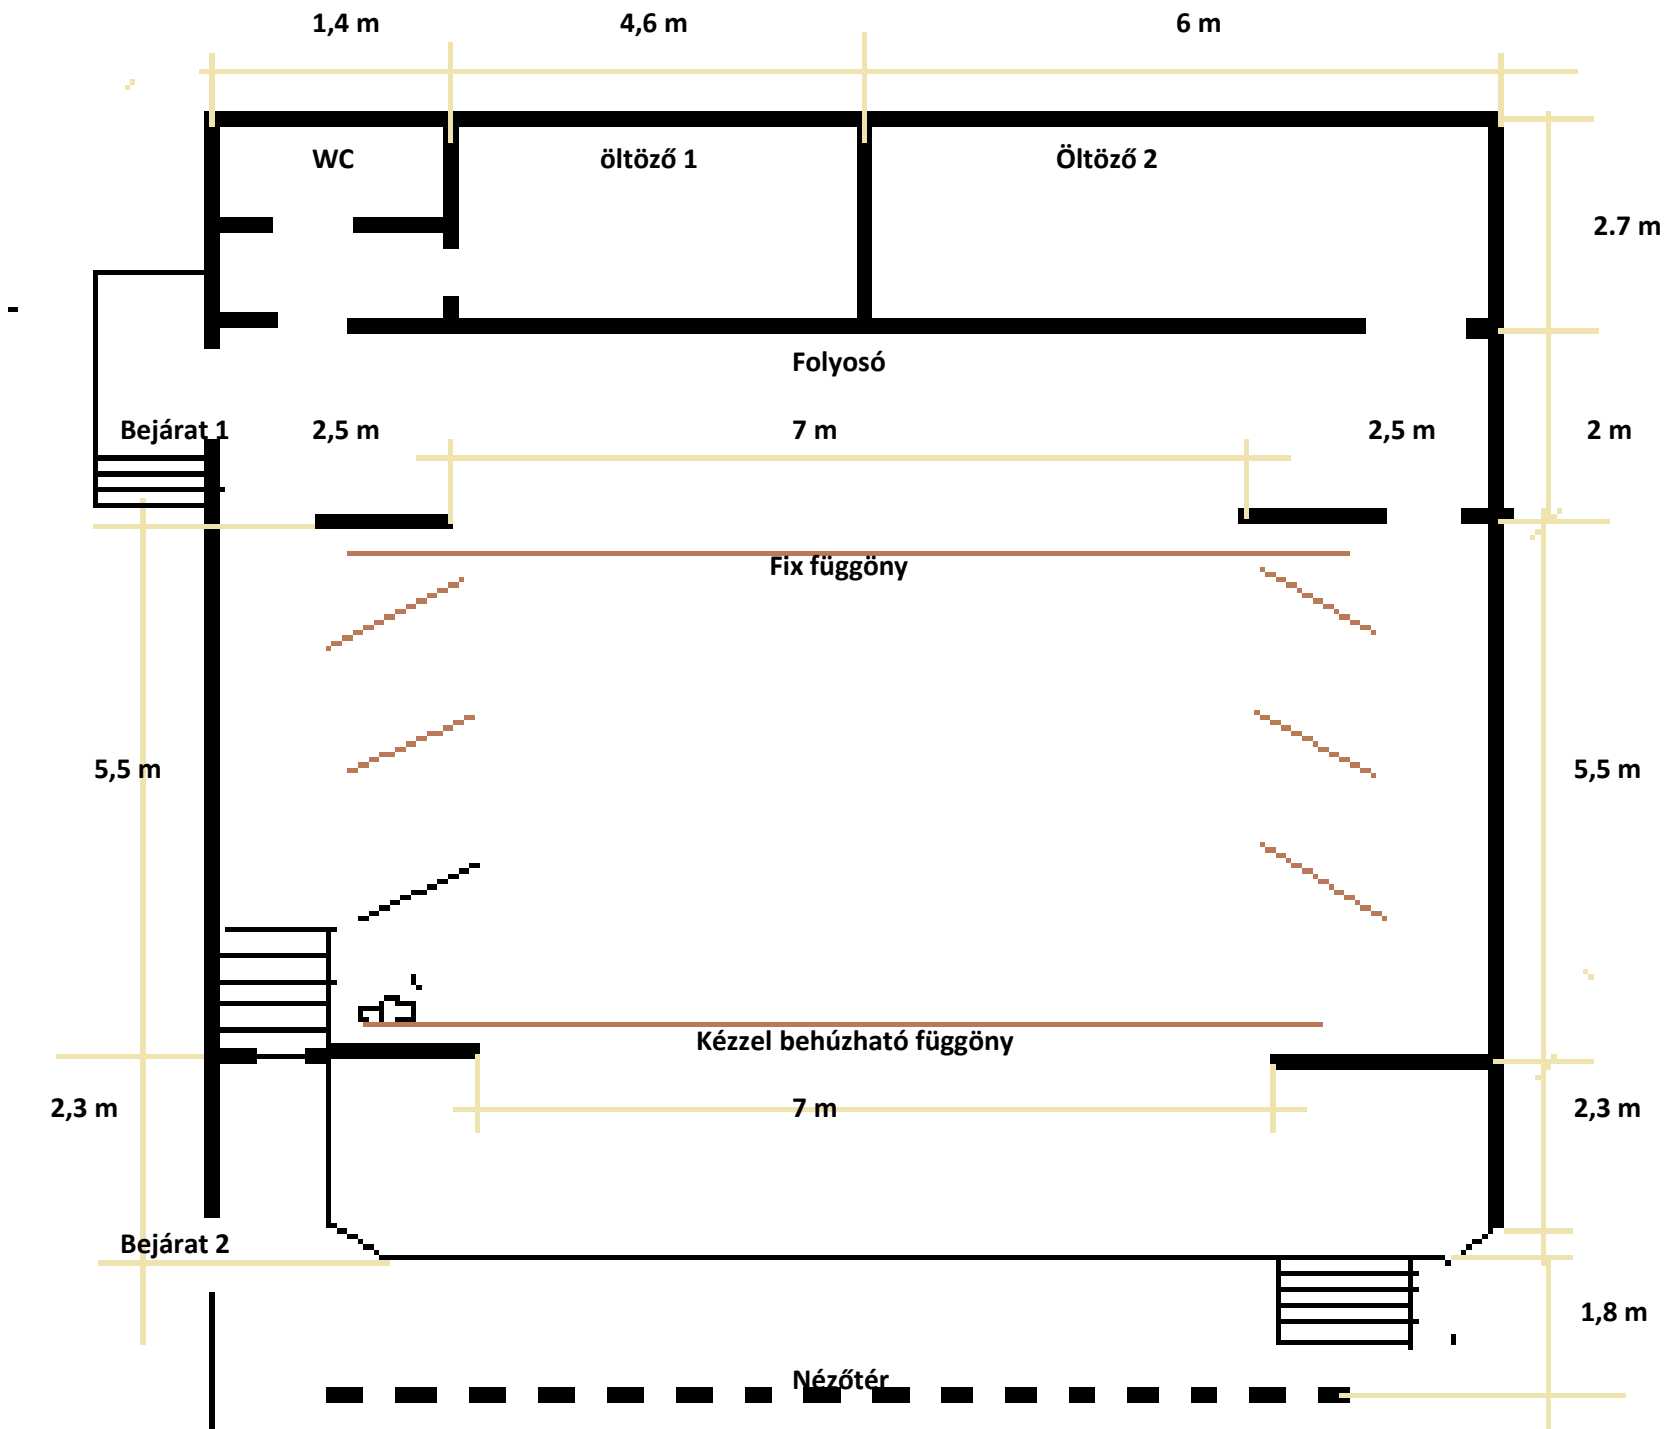 1,4 m 4,6 m 6 m
WC öltöző 1 Öltöző 2
2.7 m
Folyosó
Bejárat 1 2,5 m 7 m 2,5 m 2 m
Fix függöny
5,5 m 5,5 m
Kézzel behúzható függöny
2,3 m 7 m 2,3 m
Bejárat 2
1,8 m
Nézőtér